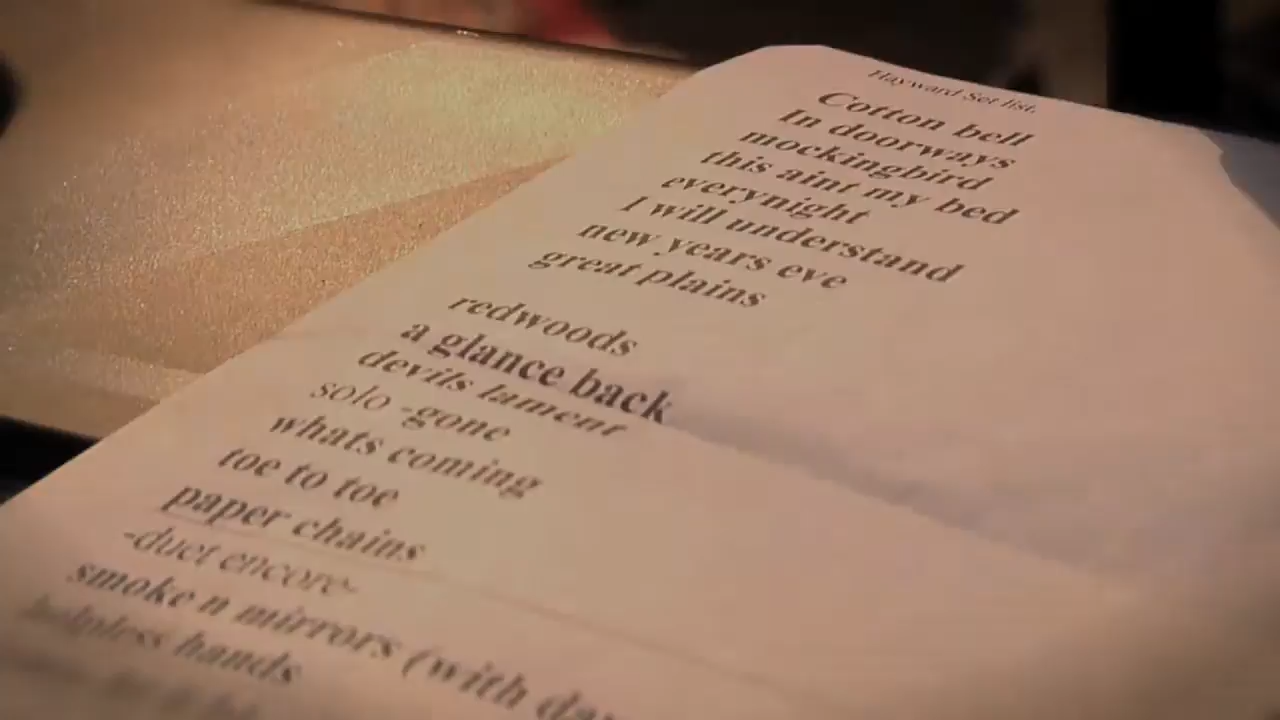 Hayward Set list.
Cotton bell
In doorways
mockingbird
this aint my bed
everynight
I will understand
new years eve
great plains
redwoods
a glance back
devils lament
solo -gone
whats coming
toe to toe
paper chains
-duet encore-
smoke n mirrors (with
helpless hands